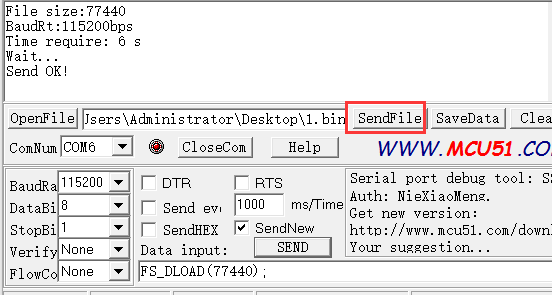 File size:77440
BaudRt:115200bps
Time require: 6 s
Wait...
Send OK!
OpenFile Jsers\Administrator\Desktop\1.bin SendFile SaveData Clea
ComNum COM6 CloseCom Help WWW.MCU51.CO
BaudRa 115200 DTR RTS
DataBi 8 Send eve 1000 ms/Time
StopBi 1 SendHEX SendNew
Verify None Data input: SEND
FlowCo None FS_DLOAD(77440);
Serial port debug tool: SS
Auth: NieXiaoMeng.
Get new version:
http://www.mcu51.com/downl
Your suggestion...